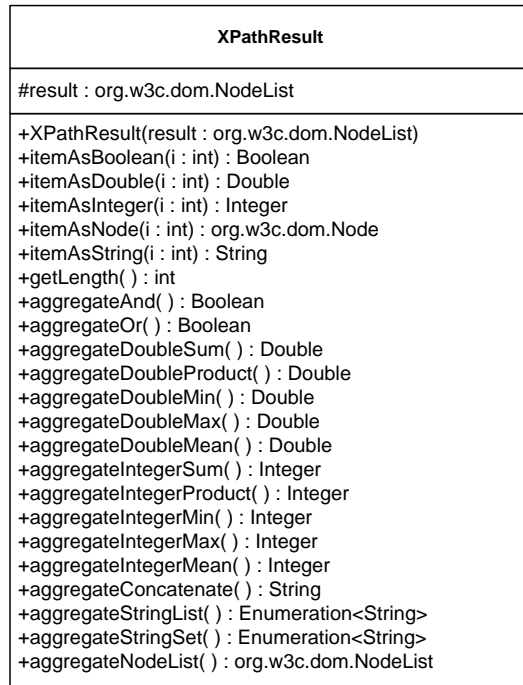 XPathResult
#result : org.w3c.dom.NodeList
+XPathResult(result : org.w3c.dom.NodeList)
+itemAsBoolean(i : int) : Boolean
+itemAsDouble(i : int) : Double
+itemAsInteger(i : int) : Integer
+itemAsNode(i : int) : org.w3c.dom.Node
+itemAsString(i : int) : String
+getLength( ) : int
+aggregateAnd( ) : Boolean
+aggregateOr( ) : Boolean
+aggregateDoubleSum( ) : Double
+aggregateDoubleProduct( ) : Double
+aggregateDoubleMin( ) : Double
+aggregateDoubleMax( ) : Double
+aggregateDoubleMean( ) : Double
+aggregateIntegerSum( ) : Integer
+aggregateIntegerProduct( ) : Integer
+aggregateIntegerMin( ) : Integer
+aggregateIntegerMax( ) : Integer
+aggregateIntegerMean( ) : Integer
+aggregateConcatenate( ) : String
+aggregateStringList( ) : Enumeration<String>
+aggregateStringSet( ) : Enumeration<String>
+aggregateNodeList( ) : org.w3c.dom.NodeList